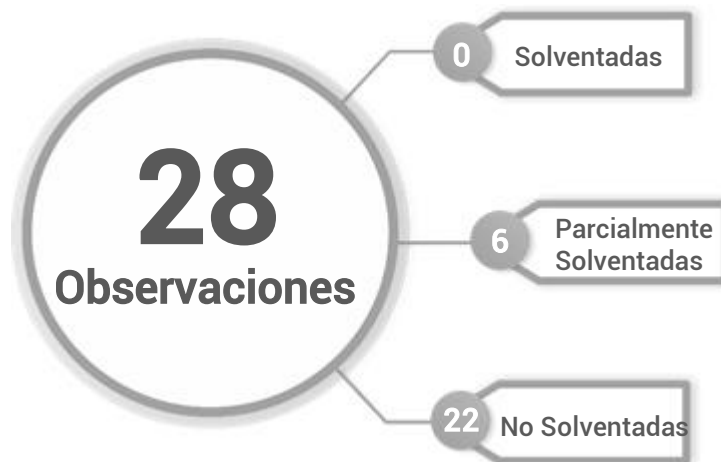 28
Observaciones
0
Solventadas
6
Parcialmente
Solventadas
22
No Solventadas